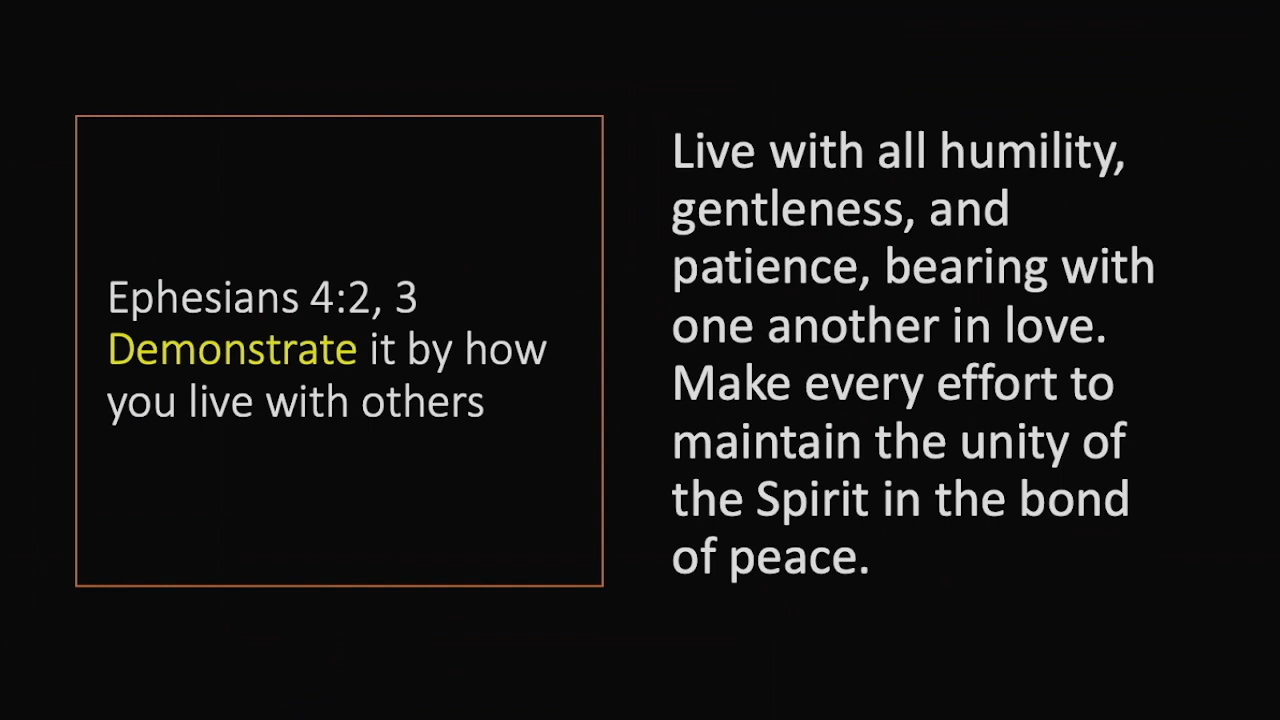 Ephesians 4:2, 3
Demonstrate it by how
you live with others
Live with all humility,
gentleness, and
patience, bearing with
one another in love.
Make every effort to
maintain the unity of
the Spirit in the bond
of peace.